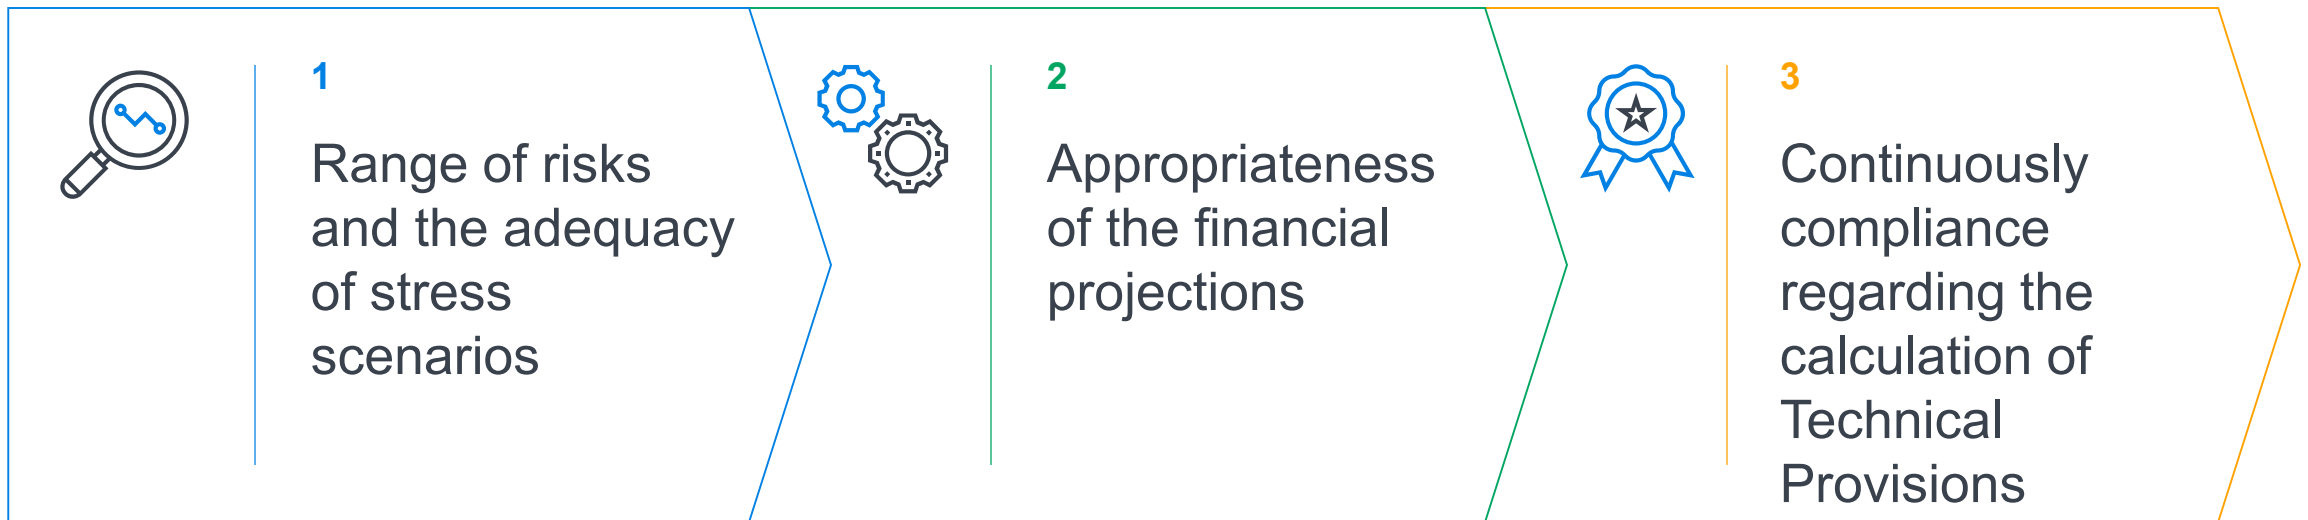 1
Range of risks
and the adequacy
of stress
scenarios
2
Appropriateness
of the financial
projections
3
Continuously
compliance
regarding the
calculation of
Technical
Provisions